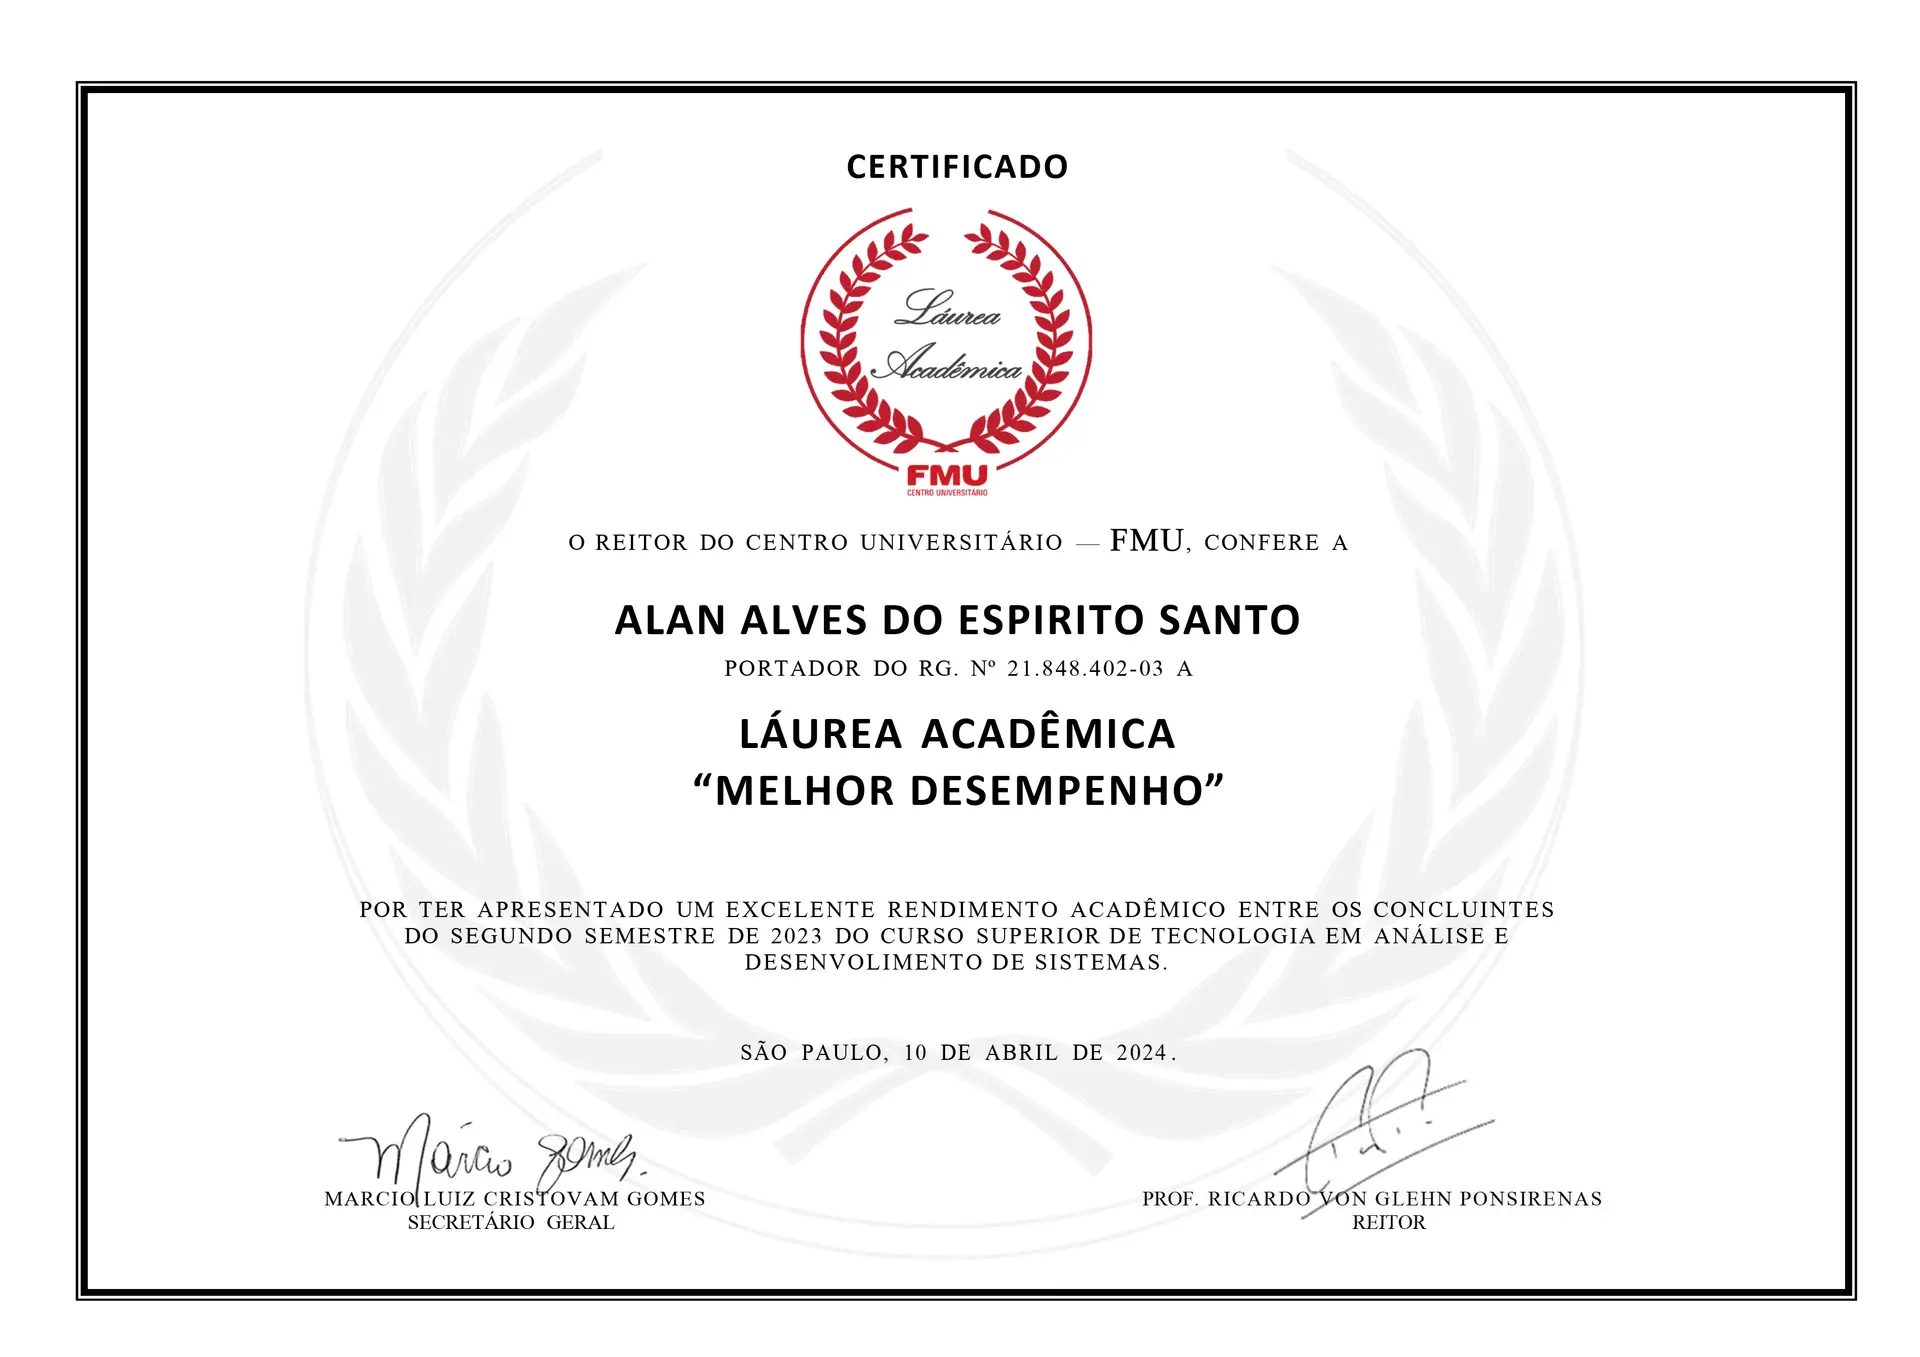 CERTIFICADO
Láurea
Acadêmica
FMU
CENTRO UNIVERSITÁRIO
O REITOR DO CENTRO UNIVERSITÁRIO — FMU, CONFERE A
ALAN ALVES DO ESPIRITO SANTO
PORTADOR DO RG. Nº 21.848.402-03 A
LÁUREA ACADÊMICA
“MELHOR DESEMPENHO”
POR TER APRESENTADO UM EXCELENTE RENDIMENTO ACADÊMICO ENTRE OS CONCLUINTES
DO SEGUNDO SEMESTRE DE 2023 DO CURSO SUPERIOR DE TECNOLOGIA EM ANÁLISE E
DESENVOLIMENTO DE SISTEMAS.
SÃO PAULO, 10 DE ABRIL DE 2024.
Márcio Gomes.
MARCIO LUIZ CRISTOVAM GOMES
SECRETÁRIO GERAL
PROF. RICARDO VON GLEHN PONSIRENAS
REITOR